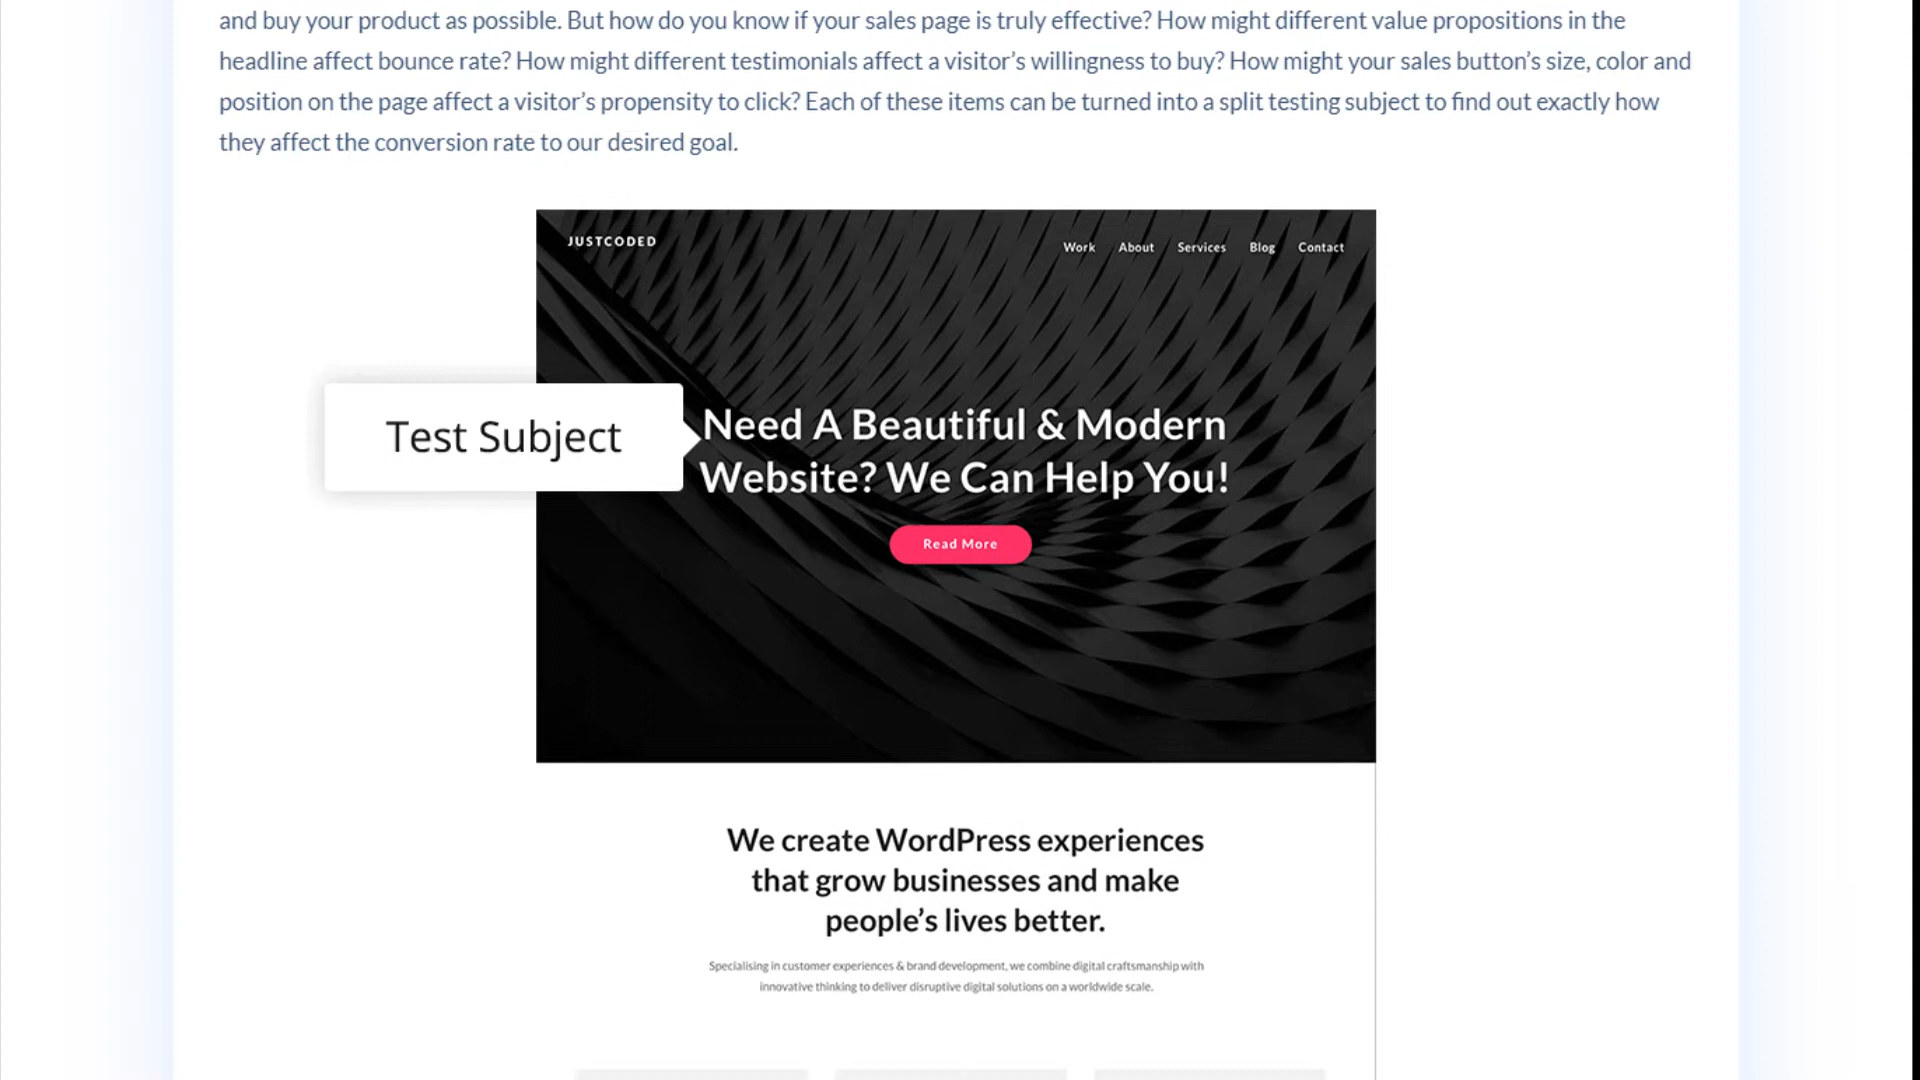 and buy your product as possible. But how do you know if your sales page is truly effective? How might different value propositions in the
headline affect bounce rate? How might different testimonials affect a visitor’s willingness to buy? How might your sales button’s size, color and
position on the page affect a visitor’s propensity to click? Each of these items can be turned into a split testing subject to find out exactly how
they affect the conversion rate to our desired goal.
JUSTCODED
Work About Services Blog Contact
Test Subject
Need A Beautiful & Modern
Website? We Can Help You!
Read More
We create WordPress experiences
that grow businesses and make
people’s lives better.
Specialising in customer experiences & brand development, we combine digital craftsmanship with
innovative thinking to deliver disruptive digital solutions on a worldwide scale.